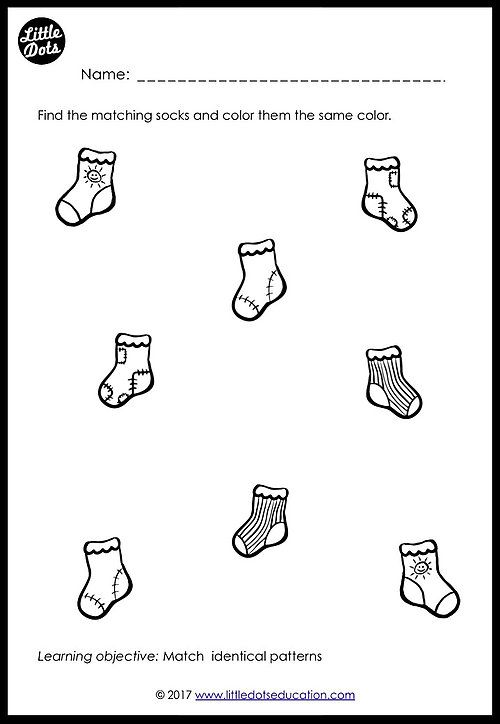 Little
Dots
Name: _ _ _ _ _ _ _ _ _ _ _ _ _ _ _ _ _ _ _ _ _ _ _ _ _ _ _ _ _ _.
Find the matching socks and color them the same color.
Learning objective: Match  identical patterns
© 2017 www.littledotseducation.com